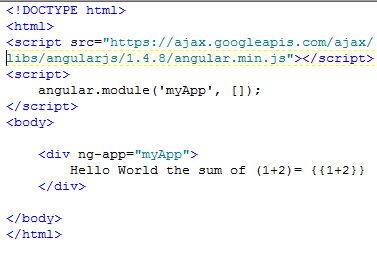 <!DOCTYPE html>
<html>
<script src="https://ajax.googleapis.com/ajax/
libs/angularjs/1.4.8/angular.min.js"></script>
<script>
    angular.module('myApp', []);
</script>
<body>

    <div ng-app="myApp">
        Hello World the sum of (1+2)= {{1+2}}
    </div>

</body>
</html>